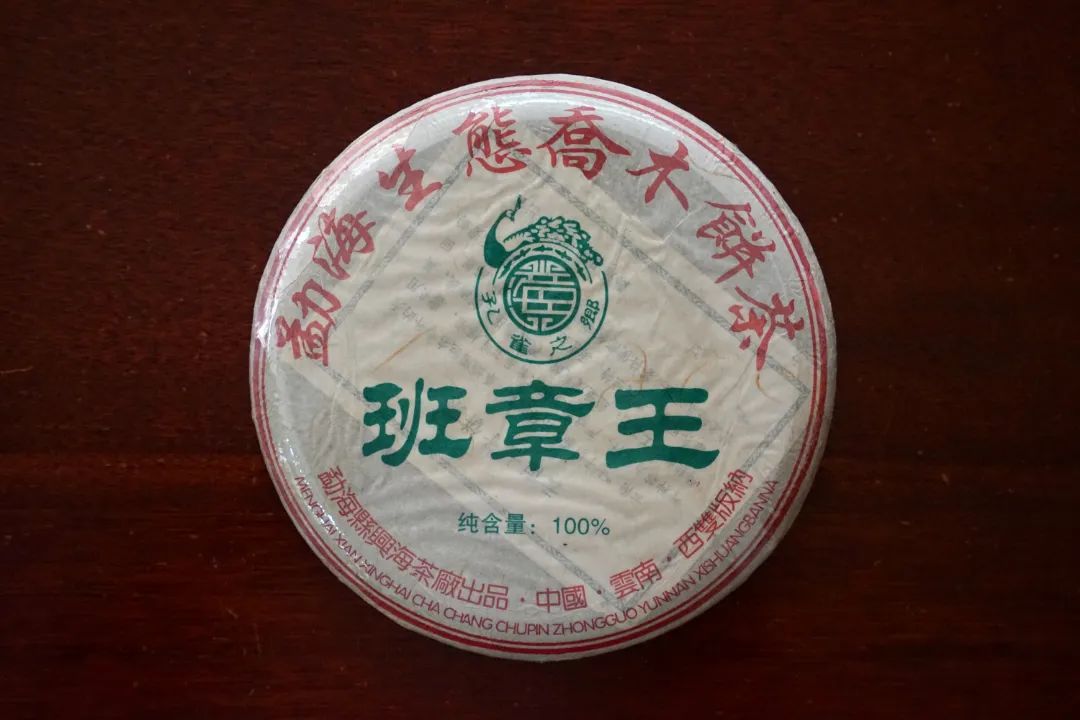 勐海生態喬木餅茶
孔雀之鄉
班章王
纯含量：100%
勐海縣興海茶廠出品·中國·雲南·西雙版納
MENGHAI XIAN XINGHAI CHA CHANG CHUPIN ZHONGGUO YUNNAN XISHUANGBANNA